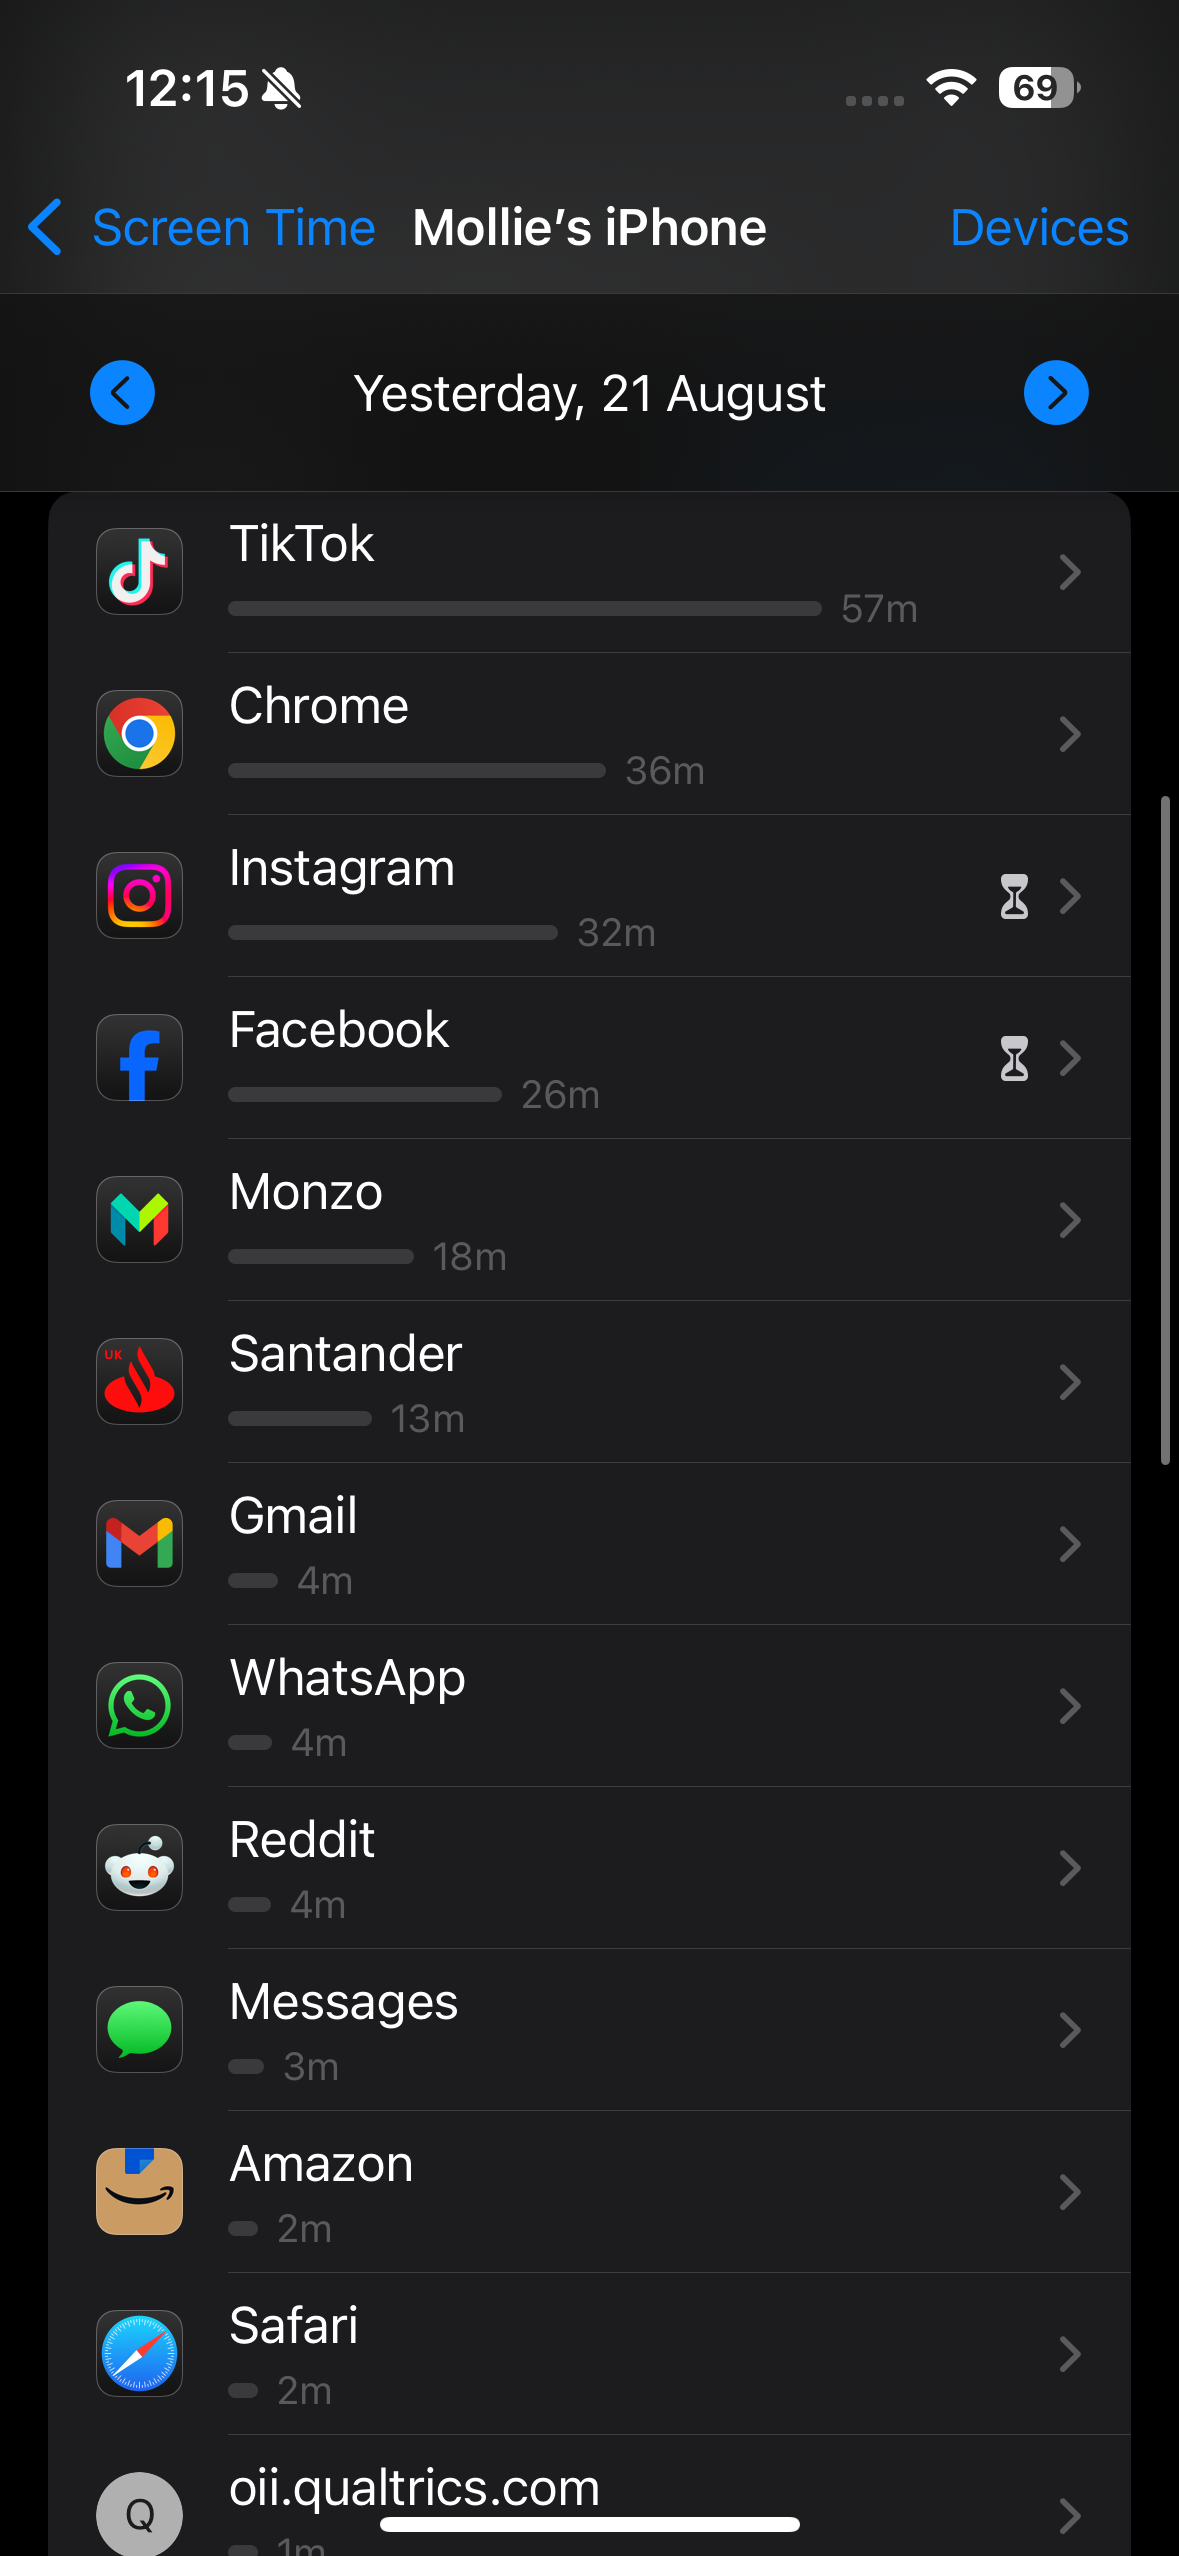 12:15
69
Screen Time
Mollie’s iPhone
Devices
Yesterday, 21 August
TikTok
57m
Chrome
36m
Instagram
32m
Facebook
26m
Monzo
18m
UK
Santander
13m
Gmail
4m
WhatsApp
4m
Reddit
4m
Messages
3m
Amazon
2m
Safari
2m
Q
oii.qualtrics.com
1m